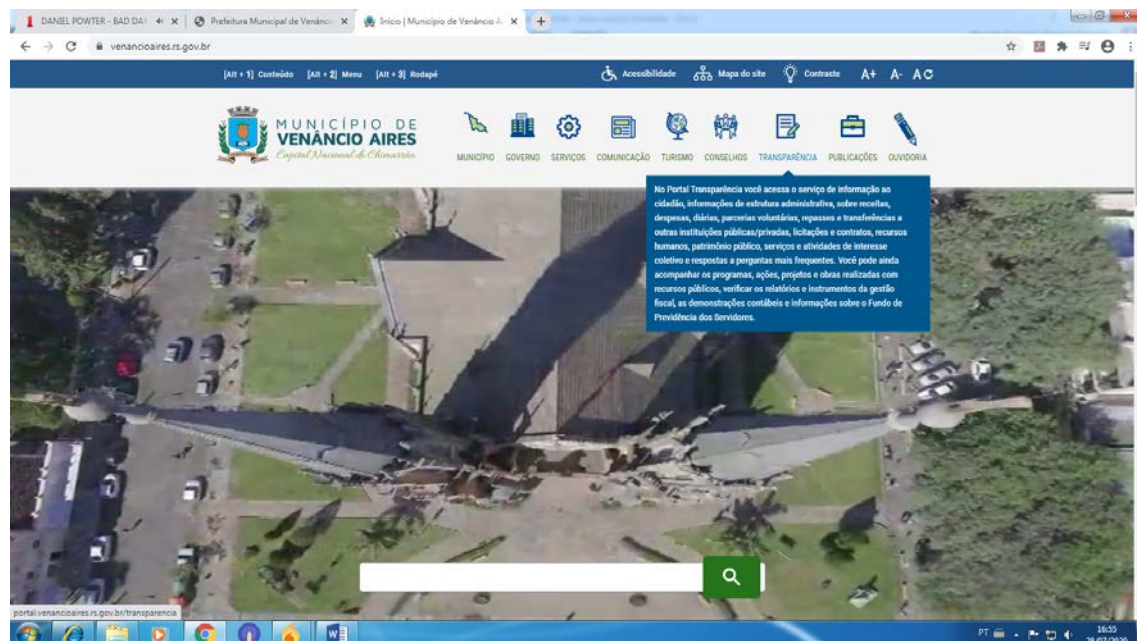 DANIEL POWTER - BAD DAY
Prefeitura Municipal de Venânci
Início | Município de Venâncio A
venancioaires.rs.gov.br
[Alt + 1] Conteúdo [Alt + 2] Menu [Alt + 3] Rodapé
Acessibilidade Mapa do site Contraste A+ A- A
MUNICÍPIO DE
VENÂNCIO AIRES
Capital Nacional do Chimarrão
MUNICÍPIO GOVERNO SERVIÇOS COMUNICAÇÃO TURISMO CONSELHOS TRANSPARÊNCIA PUBLICAÇÕES OUVIDORIA
No Portal Transparência você acessa o serviço de informação ao
cidadão, informações de estrutura administrativa, sobre receitas,
despesas, diárias, parcerias voluntárias, repasses e transferências a
outras instituições públicas/privadas, licitações e contratos, recursos
humanos, patrimônio público, serviços e atividades de interesse
coletivo e respostas a perguntas mais frequentes. Você pode ainda
acompanhar os programas, ações, projetos e obras realizadas com
recursos públicos, verificar os relatórios e instrumentos da gestão
fiscal, as demonstrações contábeis e informações sobre o Fundo de
Previdência dos Servidores.
portal.venancioaires.rs.gov.br/transparencia
PT
16:55
28/07/2020